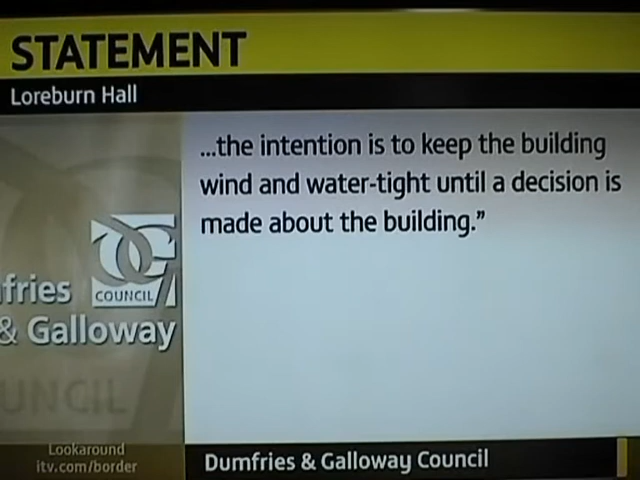 STATEMENT
Loreburn Hall
...the intention is to keep the building
wind and water-tight until a decision is
made about the building.”
COUNCIL
fries
& Galloway
UNCIL
Lookaround
itv.com/border
Dumfries & Galloway Council